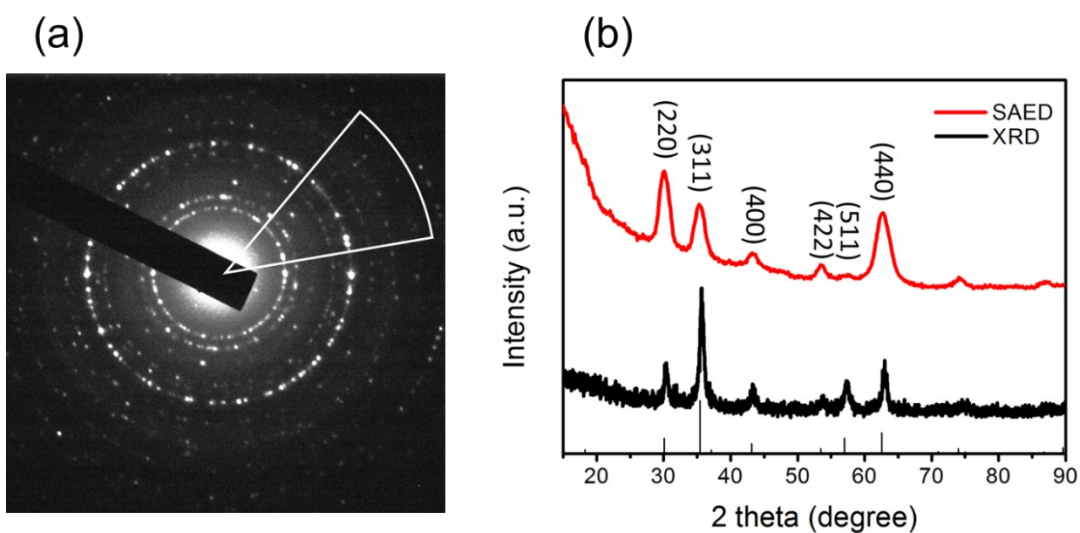 (a)
(b)
SAED
XRD
(220)
(311)
(400)
(422)
(511)
(440)
Intensity (a.u.)
20 30 40 50 60 70 80 90
2 theta (degree)